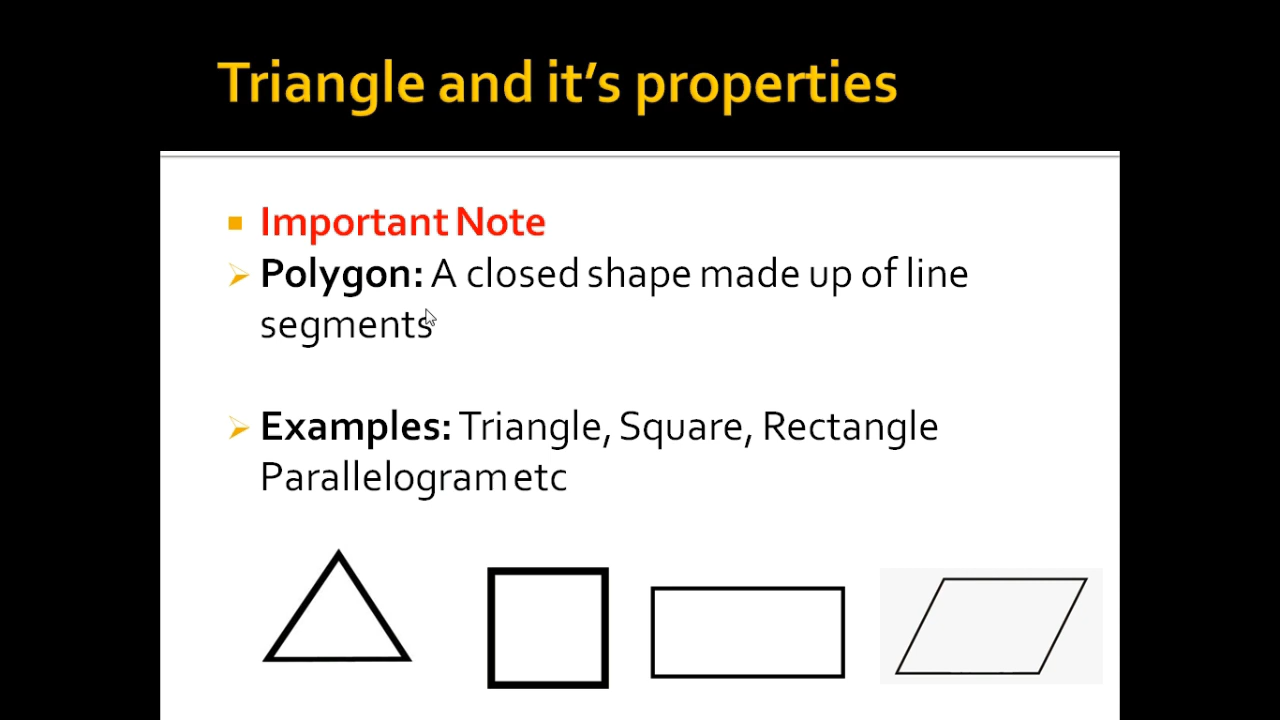 Triangle and it’s properties
Important Note
Polygon: A closed shape made up of line
segments
Examples: Triangle, Square, Rectangle
Parallelogram etc